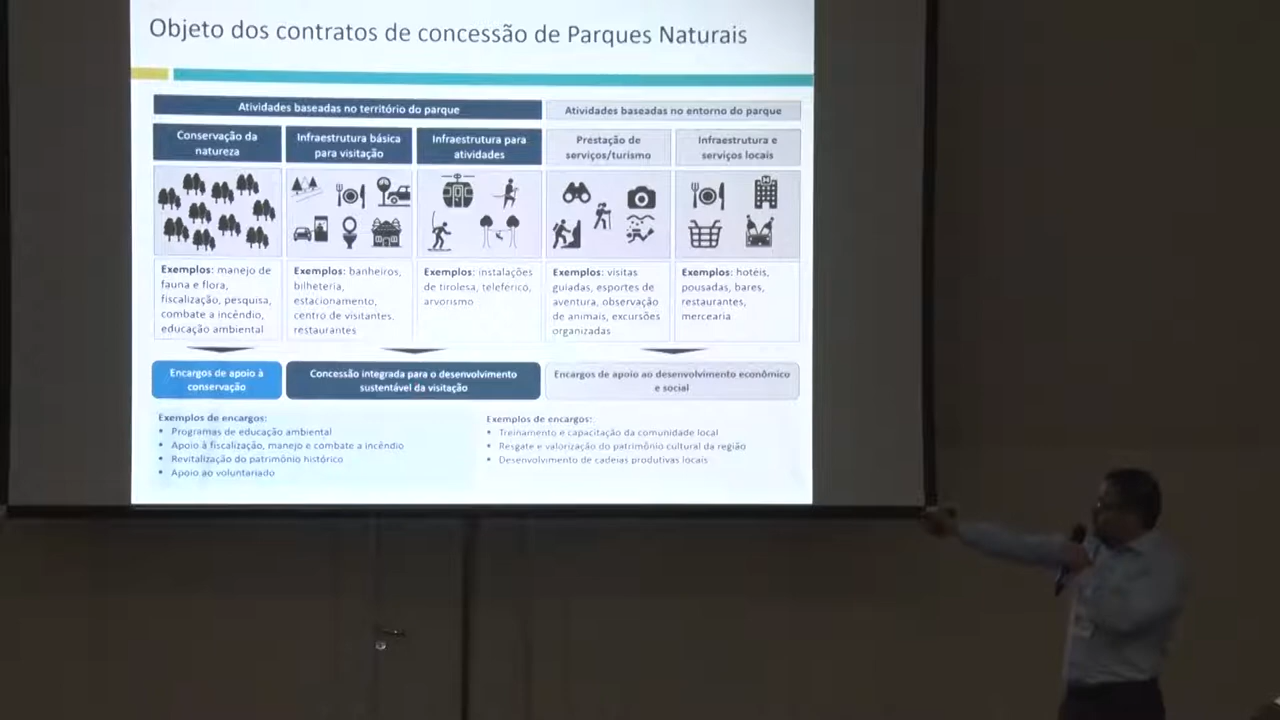 Objeto dos contratos de concessão de Parques Naturais
Atividades baseadas no território do parque
Atividades baseadas no entorno do parque
Conservação da
natureza
Infraestrutura básica
para visitação
Infraestrutura para
atividades
Prestação de
serviços/turismo
Infraestrutura e
serviços locais
Exemplos: manejo de
fauna e flora,
fiscalização, pesquisa,
combate a incêndio,
educação ambiental
Exemplos: banheiros,
bilheteria,
estacionamento,
centro de visitantes,
restaurantes
Exemplos: instalações
de tirolesa, teleférico,
arvorismo
Exemplos: visitas
guiadas, esportes de
aventura, observação
de animais, excursões
organizadas
Exemplos: hotéis,
pousadas, bares,
restaurantes,
mercearia
Encargos de apoio à
conservação
Concessão integrada para o desenvolvimento
sustentável da visitação
Encargos de apoio ao desenvolvimento econômico
e social
Exemplos de encargos:
• Programas de educação ambiental
• Apoio à fiscalização, manejo e combate a incêndio
• Revitalização do patrimônio histórico
• Apoio ao voluntariado
Exemplos de encargos:
• Treinamento e capacitação da comunidade local
• Resgate e valorização do patrimônio cultural da região
• Desenvolvimento de cadeias produtivas locais